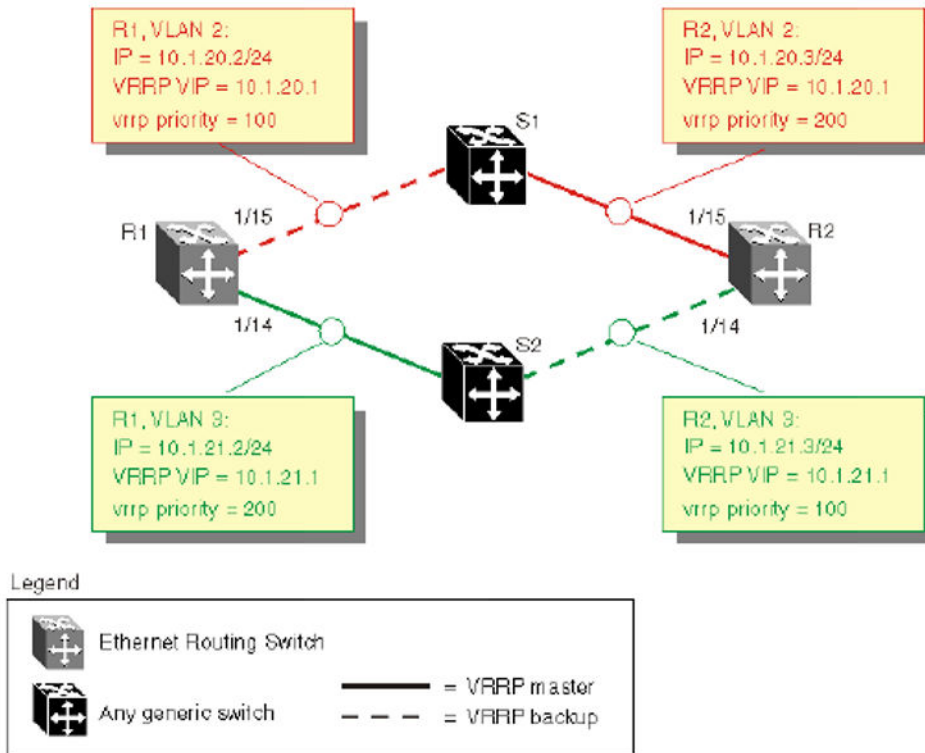 R1, VLAN 2:
IP = 10.1.20.2/24
VRRP VIP = 10.1.20.1
vrrp priority = 100
R2, VLAN 2:
IP = 10.1.20.3/24
VRRP VIP = 10.1.20.1
vrrp priority = 200
S1
R1
1/15
1/15
R2
1/14
S2
1/14
R1, VLAN 3:
IP = 10.1.21.2/24
VRRP VIP = 10.1.21.1
vrrp priority = 200
R2, VLAN 3:
IP = 10.1.21.3/24
VRRP VIP = 10.1.21.1
vrrp priority = 100
Legend
Ethernet Routing Switch
Any generic switch
= VRRP master
= VRRP backup